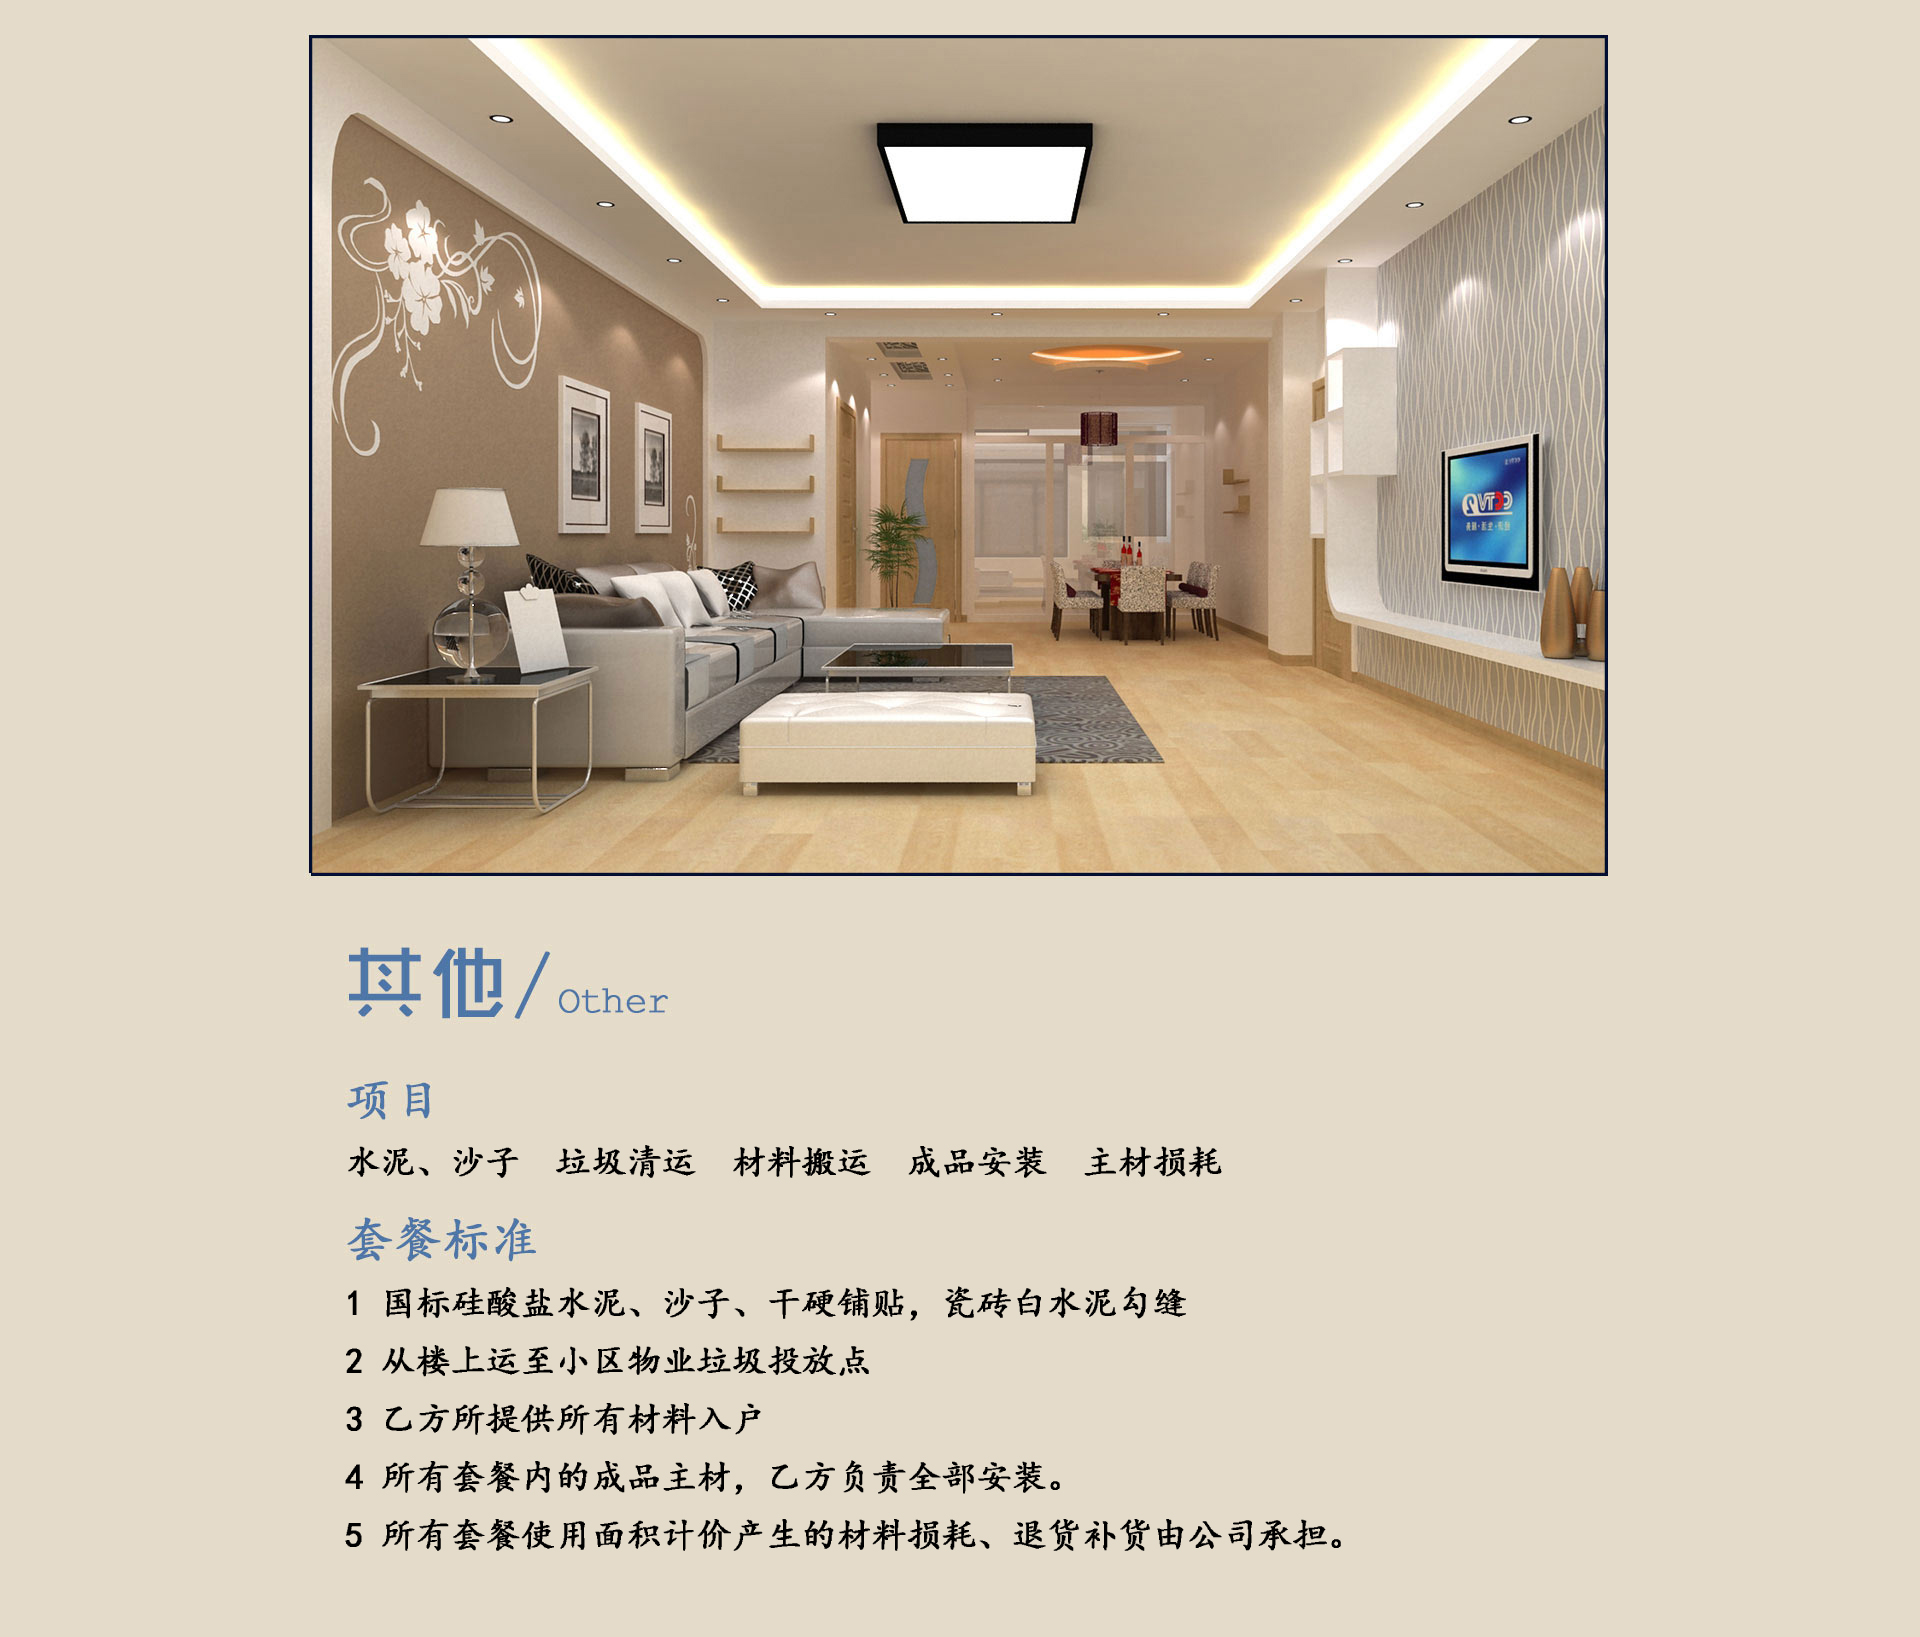 其他/Other
项目
水泥、沙子 垃圾清运 材料搬运 成品安装 主材损耗
套餐标准
1 国标硅酸盐水泥、沙子、干硬铺贴，瓷砖白水泥勾缝
2 从楼上运至小区物业垃圾投放点
3 乙方所提供所有材料入户
4 所有套餐内的成品主材，乙方负责全部安装。
5 所有套餐使用面积计价产生的材料损耗、退货补货由公司承担。